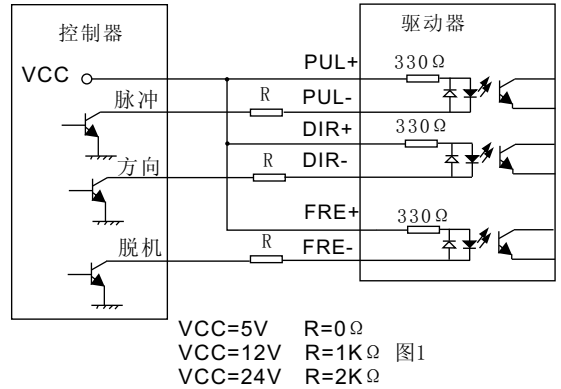 控制器
驱动器
VCC
PUL+
330Ω
脉冲
R
PUL-
DIR+
330Ω
方向
R
DIR-
FRE+
330Ω
脱机
R
FRE-
VCC=5V R=0Ω
VCC=12V R=1KΩ 图1
VCC=24V R=2KΩ